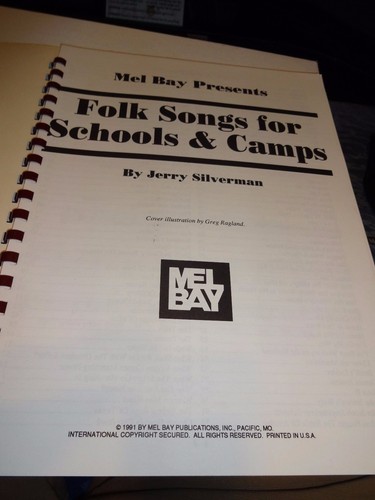 Mel Bay Presents
Folk Songs for
Schools & Camps
By Jerry Silverman
Cover illustration by Greg Ragland.
MEL
BAY
© 1991 BY MEL BAY PUBLICATIONS, INC., PACIFIC, MO.
INTERNATIONAL COPYRIGHT SECURED. ALL RIGHTS RESERVED. PRINTED IN U.S.A.